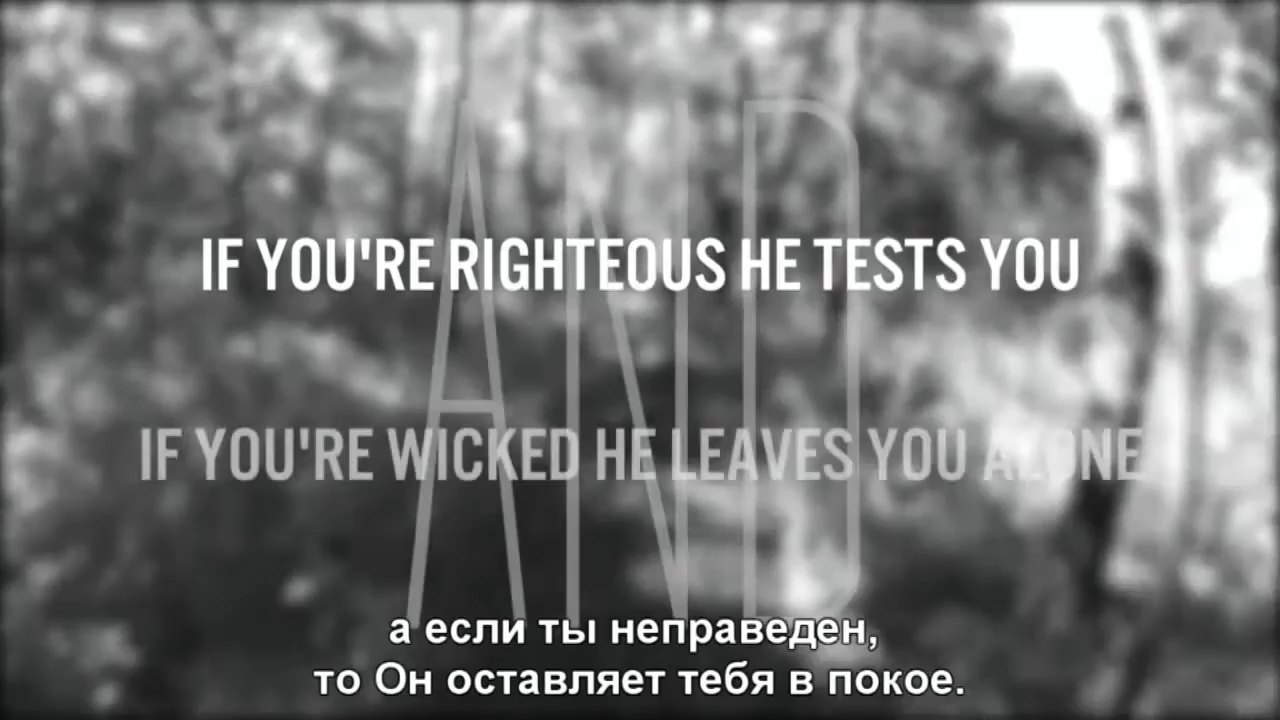 IF YOU'RE RIGHTEOUS HE TESTS YOU
AND
IF YOU'RE WICKED HE LEAVES YOU ALONE
а если ты неправеден,
то Он оставляет тебя в покое.